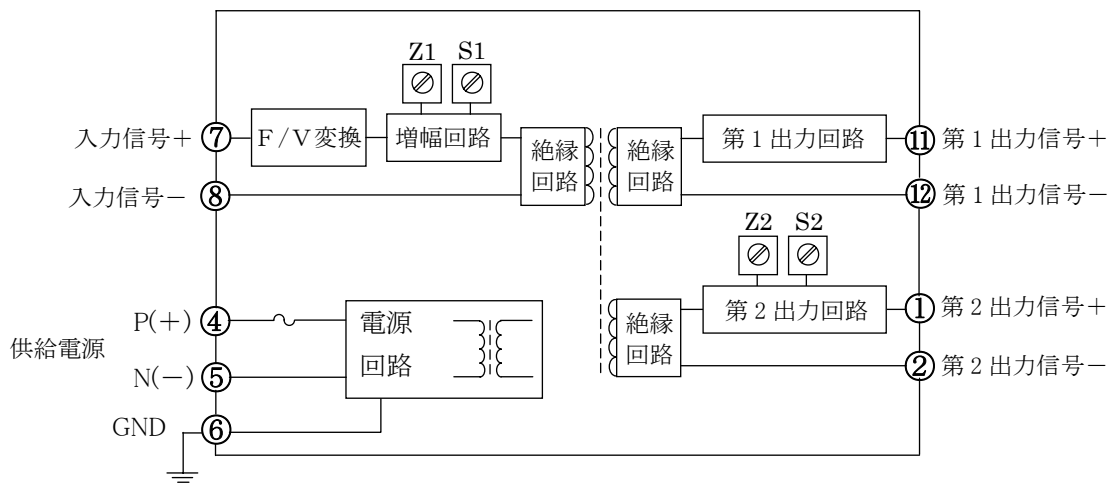 Z1 S1
入力信号+ ⑦ F/V変換 増幅回路 絶縁回路 絶縁回路 第1出力回路 ⑪ 第1出力信号+
入力信号- ⑧ ⑫ 第1出力信号-
Z2 S2
供給電源
P(+) ④ 電源回路 絶縁回路 第2出力回路 ① 第2出力信号+
N(-) ⑤ ② 第2出力信号-
GND ⑥